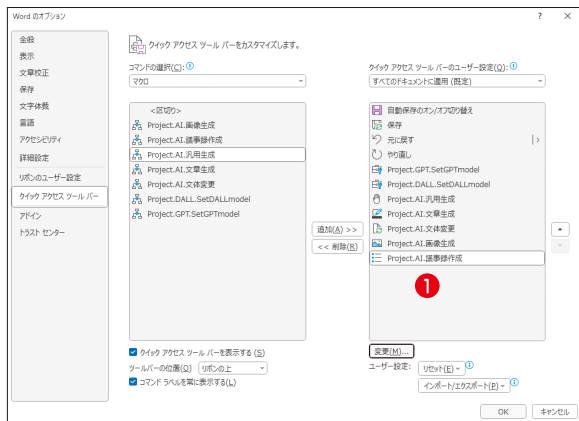 Word のオプション
?
×
全般
表示
文章校正
保存
文字体裁
言語
アクセシビリティ
詳細設定
リボンのユーザー設定
クイック アクセス ツール バー
アドイン
トラスト センター
クイック アクセス ツール バーをカスタマイズします。
コマンドの選択(C):
マクロ
<区切り>
Project.AI.画像生成
Project.AI.議事録作成
Project.AI.汎用生成
Project.AI.文章生成
Project.AI.文体変更
Project.DALL.SetDALLmodel
Project.GPT.SetGPTmodel
追加(A) >>
<< 削除(R)
クイック アクセス ツール バーのユーザー設定(Q):
すべてのドキュメントに適用 (既定)
自動保存のオン/オフ切り替え
保存
元に戻す
やり直し
Project.GPT.SetGPTmodel
Project.DALL.SetDALLmodel
Project.AI.汎用生成
Project.AI.文章生成
Project.AI.文体変更
Project.AI.画像生成
Project.AI.議事録作成
1
変更(M)...
ユーザー設定: リセット(E)
インポート/エクスポート(P)
クイック アクセス ツール バーを表示する (S)
ツールバーの位置(O) リボンの上
コマンド ラベルを常に表示する(L)
OK
キャンセル